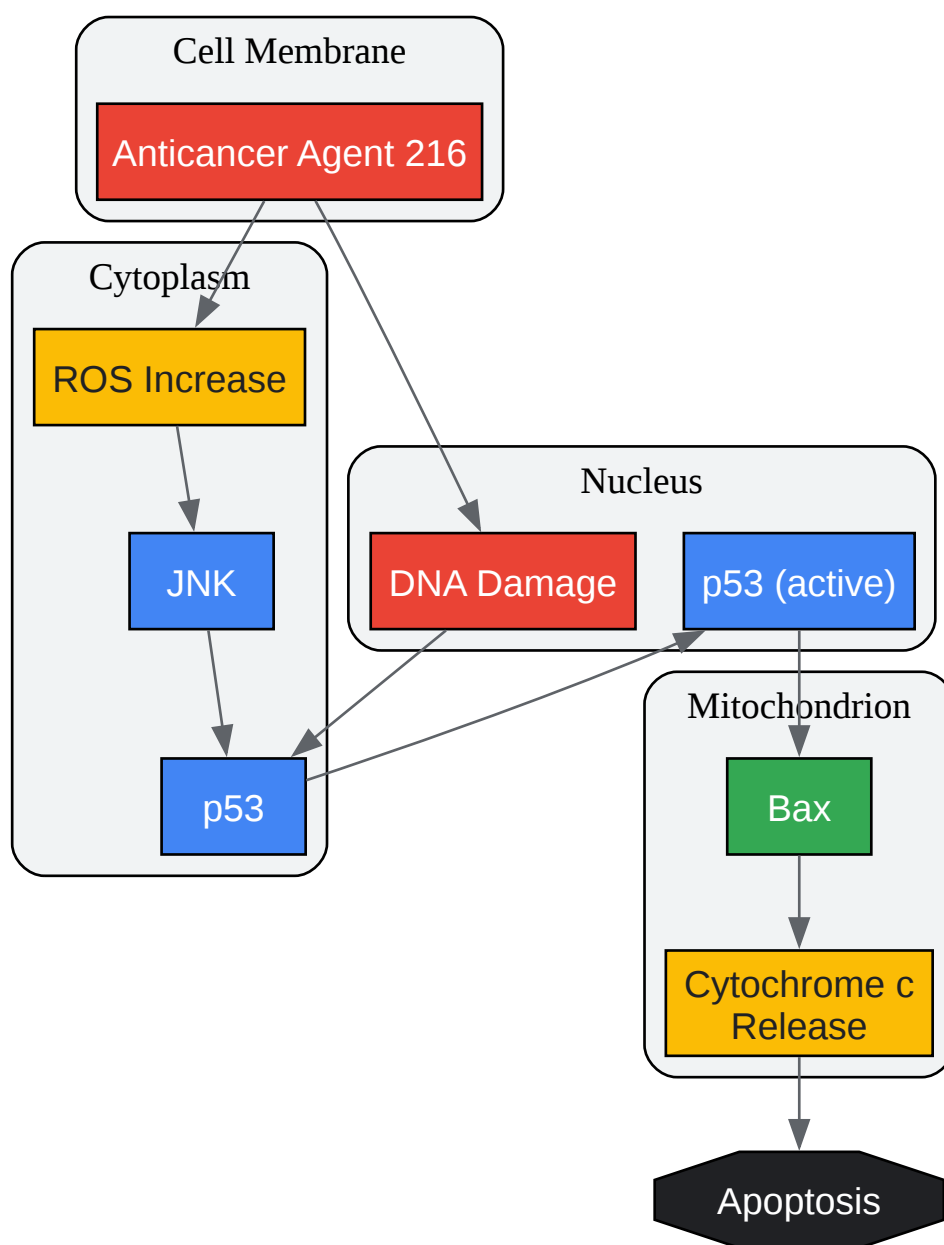 Cell Membrane
Anticancer Agent 216
Cytoplasm
ROS Increase
Nucleus
JNK
DNA Damage
p53 (active)
Mitochondrion
p53
Bax
Cytochrome c
Release
Apoptosis